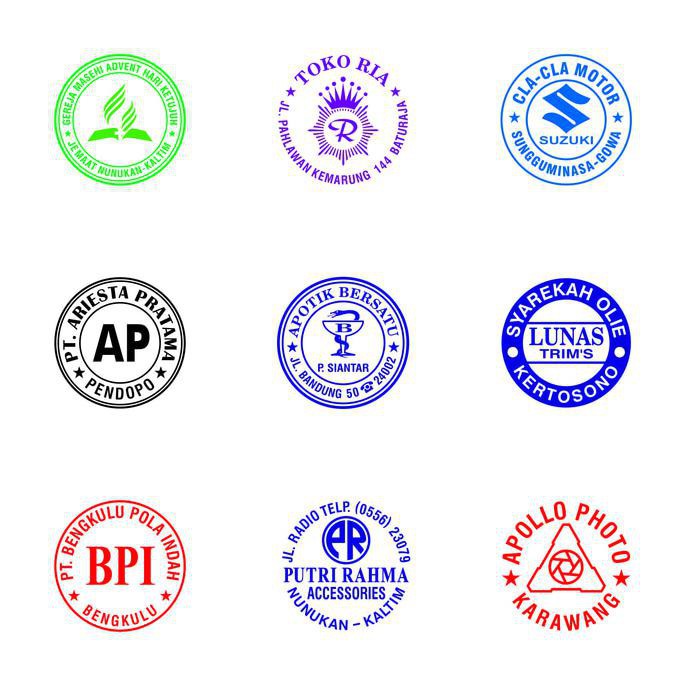 GEREJA MASEHI ADVENT HARI KETUJUH
JEMAAT NUNUKAN-KALTIM
TOKO RIA
R
JL. PAHLAWAN KEMARUNG 144 BATURAJA
CLA-CLA MOTOR
SUZUKI
SUNGGUMINASA-GOWA
PT. ARIESTA PRATAMA
AP
PENDOPO
APOTIK BERSATU
B
P. SIANTAR
JL. BANDUNG 50 ☎ 24002
SYAREKAH OLIE
LUNAS
TRIM'S
KERTOSONO
PT. BENGKULU POLA INDAH
BPI
BENGKULU
JL. RADIO TELP. (0556) 23079
PR
PUTRI RAHMA
ACCESSORIES
NUNUKAN - KALTIM
APOLLO PHOTO
KARAWANG